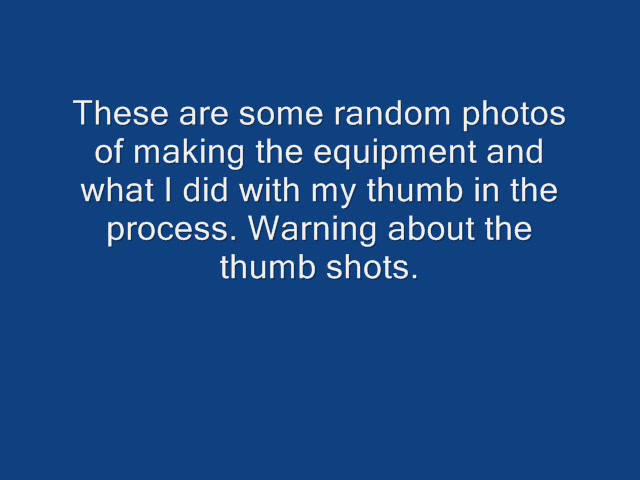 These are some random photos
of making the equipment and
what I did with my thumb in the
process. Warning about the
thumb shots.